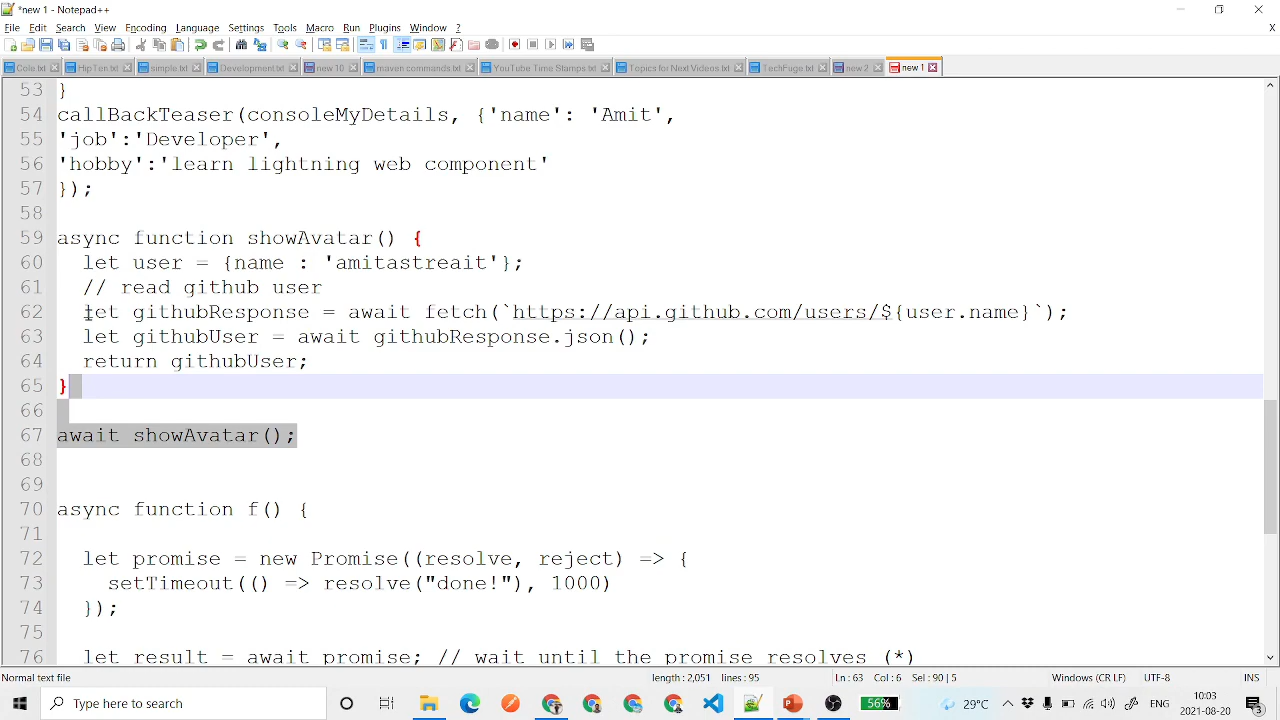 *new 1 - Notepad++
File Edit Search View Encoding Language Settings Tools Macro Run Plugins Window ?
X
Cole.txt HipTen.txt simple.txt Development.txt new 10 maven commands.txt YouTube Time Stamps.txt Topics for Next Videos.txt TechFuge.txt new 2 new 1
53 }
54 callBackTeaser(consoleMyDetails, {'name': 'Amit',
55 'job':'Developer',
56 'hobby':'learn lightning web component'
57 });
58
59 async function showAvatar() {
60 let user = {name : 'amitastreait'};
61 // read github user
62 let githubResponse = await fetch(`https://api.github.com/users/${user.name}`);
63 let githubUser = await githubResponse.json();
64 return githubUser;
65 }
66
67 await showAvatar();
68
69
70 async function f() {
71
72 let promise = new Promise((resolve, reject) => {
73 setTimeout(() => resolve("done!"), 1000)
74 });
75
76 let result = await promise; // wait until the promise resolves (*)
Normal text file length: 2,051 lines: 95 Ln: 63 Col: 6 Sel: 90 | 5 Windows (CR LF) UTF-8 INS
Type here to search 56% 29°C ENG 10:03
2021-08-20 3